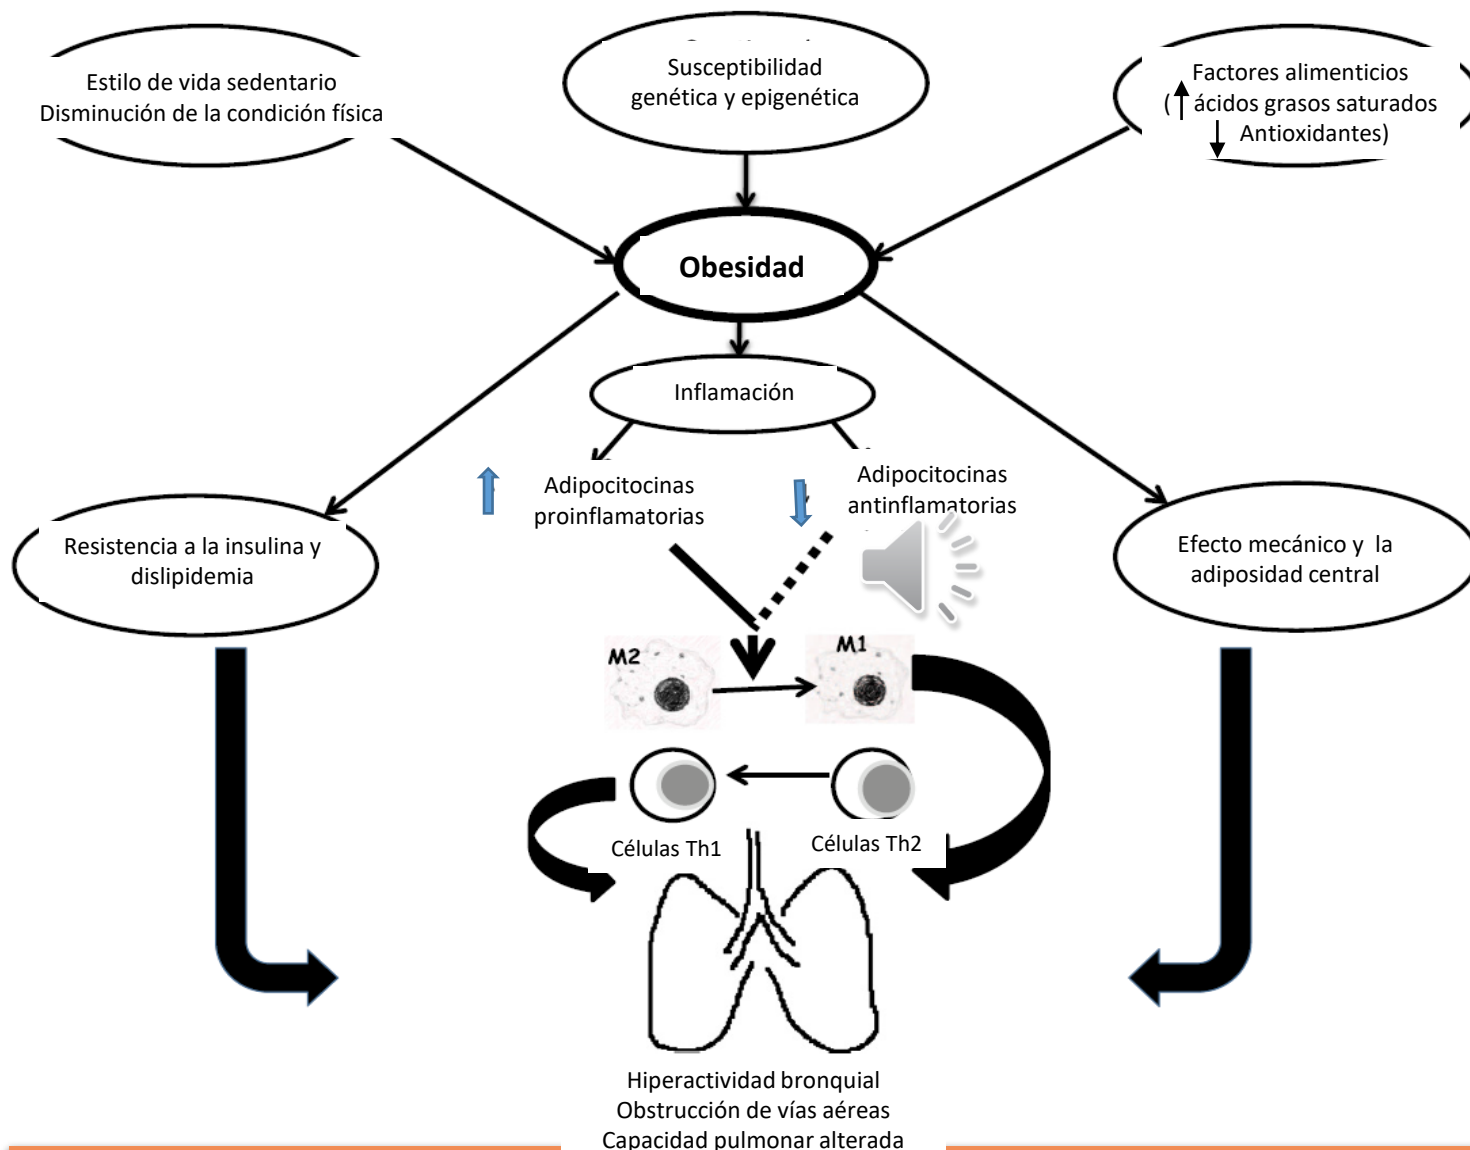 Estilo de vida sedentario
Disminución de la condición física
Susceptibilidad
genética y epigenética
Factores alimenticios
( ácidos grasos saturados
Antioxidantes)
Obesidad
Inflamación
Adipocitocinas
proinflamatorias
Adipocitocinas
antinflamatorias
Resistencia a la insulina y
dislipidemia
Efecto mecánico y la
adiposidad central
M2
M1
Células Th1
Células Th2
Hiperactividad bronquial
Obstrucción de vías aéreas
Capacidad pulmonar alterada